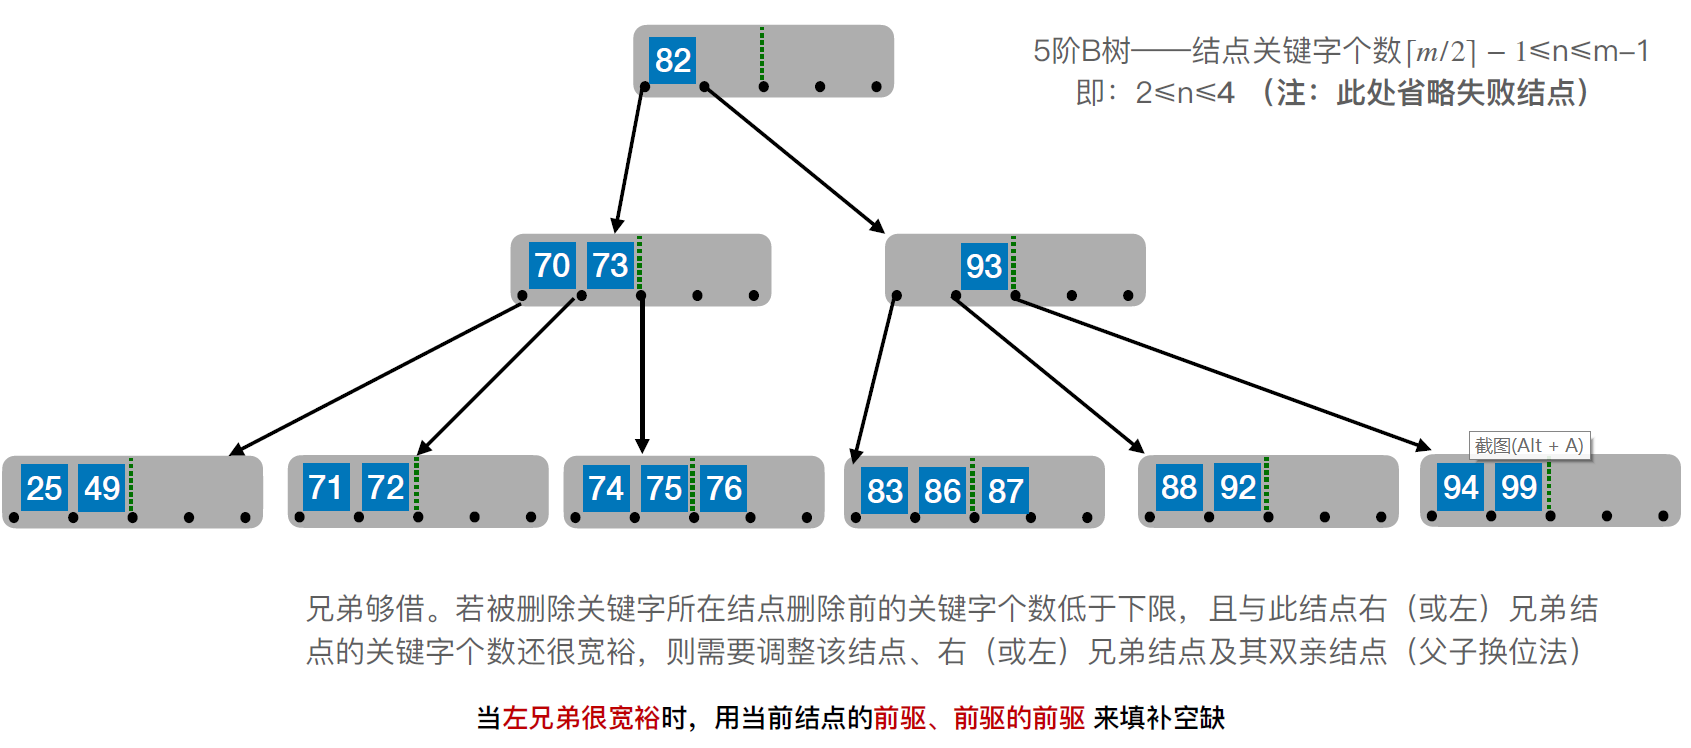 82
5阶B树——结点关键字个数⌈m/2⌉ − 1≤n≤m-1
即：2≤n≤4 （注：此处省略失败结点）
70 73
93
截图(Alt + A)
25 49
71 72
74 75 76
83 86 87
88 92
94 99
兄弟够借。若被删除关键字所在结点删除前的关键字个数低于下限，且与此结点右（或左）兄弟结
点的关键字个数还很宽裕，则需要调整该结点、右（或左）兄弟结点及其双亲结点（父子换位法）
当左兄弟很宽裕时，用当前结点的前驱、前驱的前驱 来填补空缺